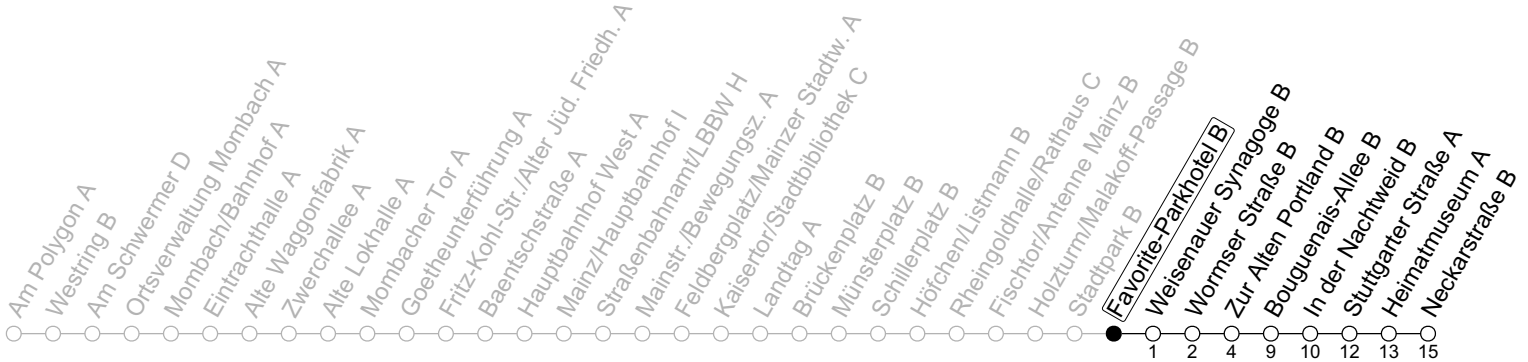 Am Polygon A
Westring B
Am Schwermer D
Ortsverwaltung Mombach A
Mombach/Bahnhof A
Eintrachthalle A
Alte Waggonfabrik A
Zwerchallee A
Alte Lokhalle A
Mombacher Tor A
Goetheunterführung A
Fritz-Kohl-Str./Alter Jüd. Friedh. A
Baentschstraße A
Hauptbahnhof West A
Mainz/Hauptbahnhof I
Straßenbahnamt/LBBW H
Mainstr./Bewegungsz. A
Feldbergplatz/Mainzer Stadtw. A
Kaisertor/Stadtbibliothek C
Landtag A
Brückenplatz B
Münsterplatz B
Schillerplatz B
Höfchen/Listmann B
Rheingoldhalle/Rathaus C
Fischtor/Antenne Mainz B
Holzturm/Malakoff-Passage B
Stadtpark B
Favorite-Parkhotel B
Weisenauer Synagoge B
Wormser Straße B
Zur Alten Portland B
Bouguenais-Allee B
In der Nachtweid B
Stuttgarter Straße A
Heimatmuseum A
Neckarstraße B
1 2 4 9 10 12 13 15